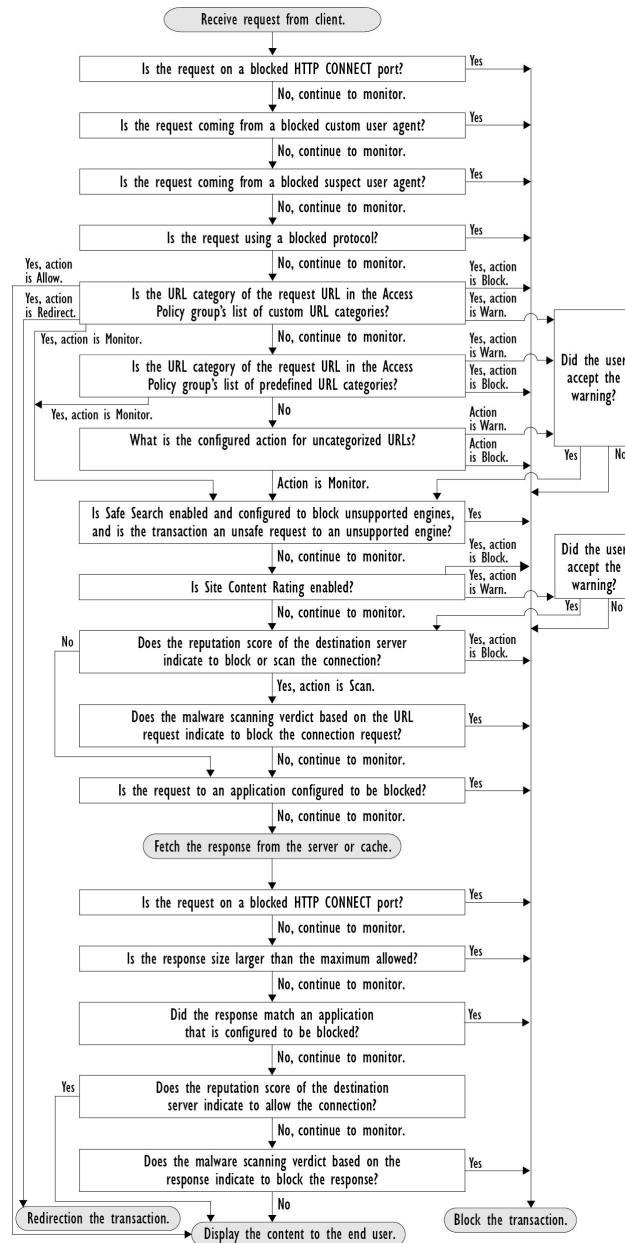 Receive request from client.
Is the request on a blocked HTTP CONNECT port?
Yes
No, continue to monitor.
Is the request coming from a blocked custom user agent?
Yes
No, continue to monitor.
Is the request coming from a blocked suspect user agent?
Yes
No, continue to monitor.
Is the request using a blocked protocol?
Yes
No, continue to monitor.
Yes, action
is Allow.
Yes, action
is Redirect.
Yes, action is Monitor.
Is the URL category of the request URL in the Access
Policy group's list of custom URL categories?
Yes, action
is Block.
Yes, action
is Warn.
No, continue to monitor.
Is the URL category of the request URL in the Access
Policy group's list of predefined URL categories?
Yes, action
is Warn.
Yes, action
is Block.
Did the user
accept the
warning?
Yes, action is Monitor.
No
What is the configured action for uncategorized URLs?
Action
is Warn.
Action
is Block.
Yes
No
Action is Monitor.
Is Safe Search enabled and configured to block unsupported engines,
and is the transaction an unsafe request to an unsupported engine?
Yes
No, continue to monitor.
Is Site Content Rating enabled?
Yes, action
is Block.
Yes, action
is Warn.
Did the user
accept the
warning?
Yes
No
No, continue to monitor.
No
Does the reputation score of the destination server
indicate to block or scan the connection?
Yes, action
is Block.
Yes, action is Scan.
Does the malware scanning verdict based on the URL
request indicate to block the connection request?
Yes
No, continue to monitor.
Is the request to an application configured to be blocked?
Yes
No, continue to monitor.
Fetch the response from the server or cache.
Is the request on a blocked HTTP CONNECT port?
Yes
No, continue to monitor.
Is the response size larger than the maximum allowed?
Yes
No, continue to monitor.
Did the response match an application
that is configured to be blocked?
Yes
No, continue to monitor.
Yes
Does the reputation score of the destination
server indicate to allow the connection?
No, continue to monitor.
Does the malware scanning verdict based on the
response indicate to block the response?
Yes
No
Redirection the transaction.
Display the content to the end user.
Block the transaction.